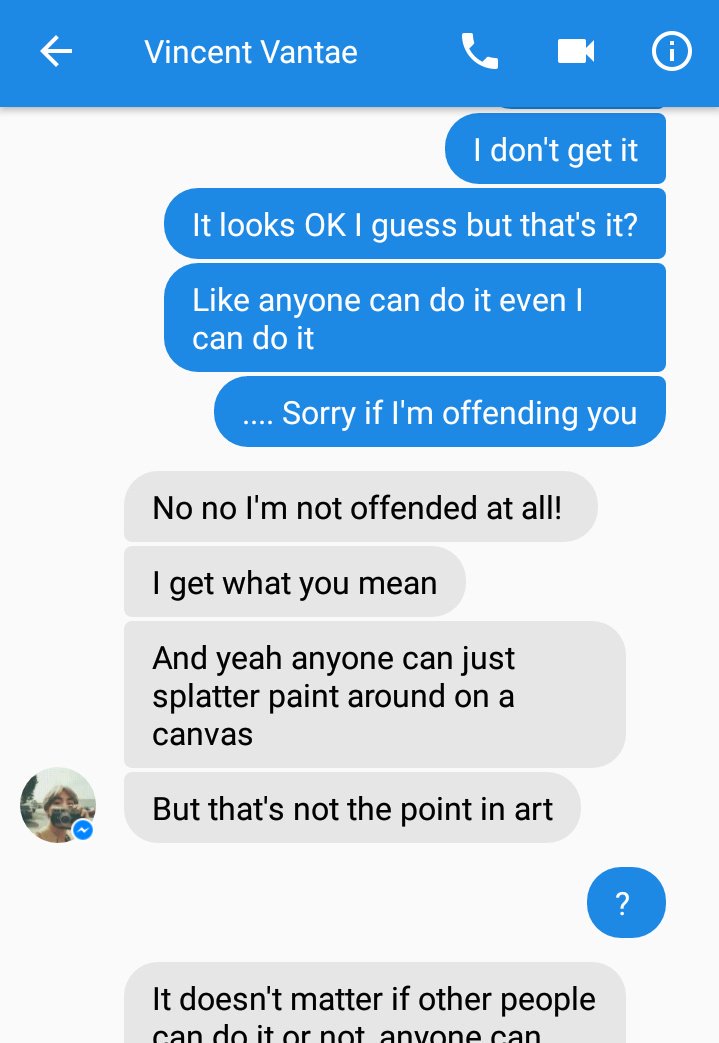 Vincent Vantae
I don't get it
It looks OK I guess but that's it?
Like anyone can do it even I
can do it
.... Sorry if I'm offending you
No no I'm not offended at all!
I get what you mean
And yeah anyone can just
splatter paint around on a
canvas
But that's not the point in art
?
It doesn't matter if other people
can do it or not, anyone can